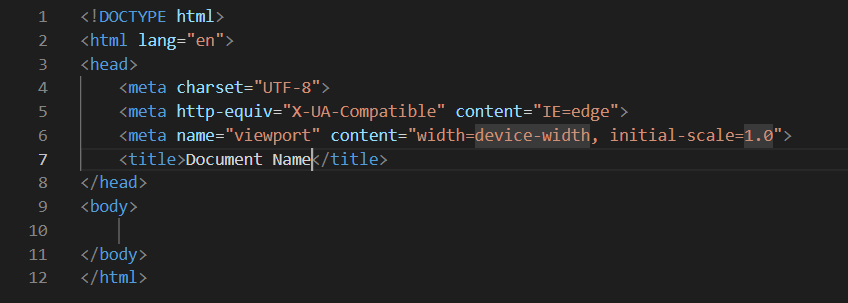 1 <!DOCTYPE html>
2 <html lang="en">
3 <head>
4     <meta charset="UTF-8">
5     <meta http-equiv="X-UA-Compatible" content="IE=edge">
6     <meta name="viewport" content="width=device-width, initial-scale=1.0">
7     <title>Document Name</title>
8 </head>
9 <body>
10
11 </body>
12 </html>